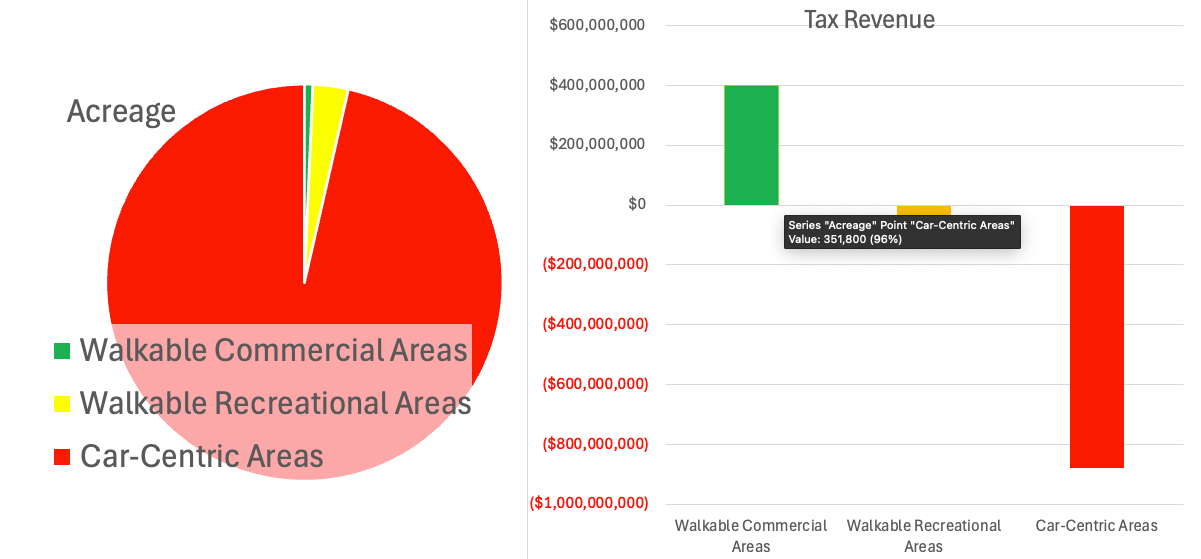 Acreage
Walkable Commercial Areas
Walkable Recreational Areas
Car-Centric Areas
Tax Revenue
$600,000,000
$400,000,000
$200,000,000
$0
($200,000,000)
($400,000,000)
($600,000,000)
($800,000,000)
($1,000,000,000)
Series "Acreage" Point "Car-Centric Areas"
Value: 351,800 (96%)
Walkable Commercial
Areas
Walkable Recreational
Areas
Car-Centric Areas